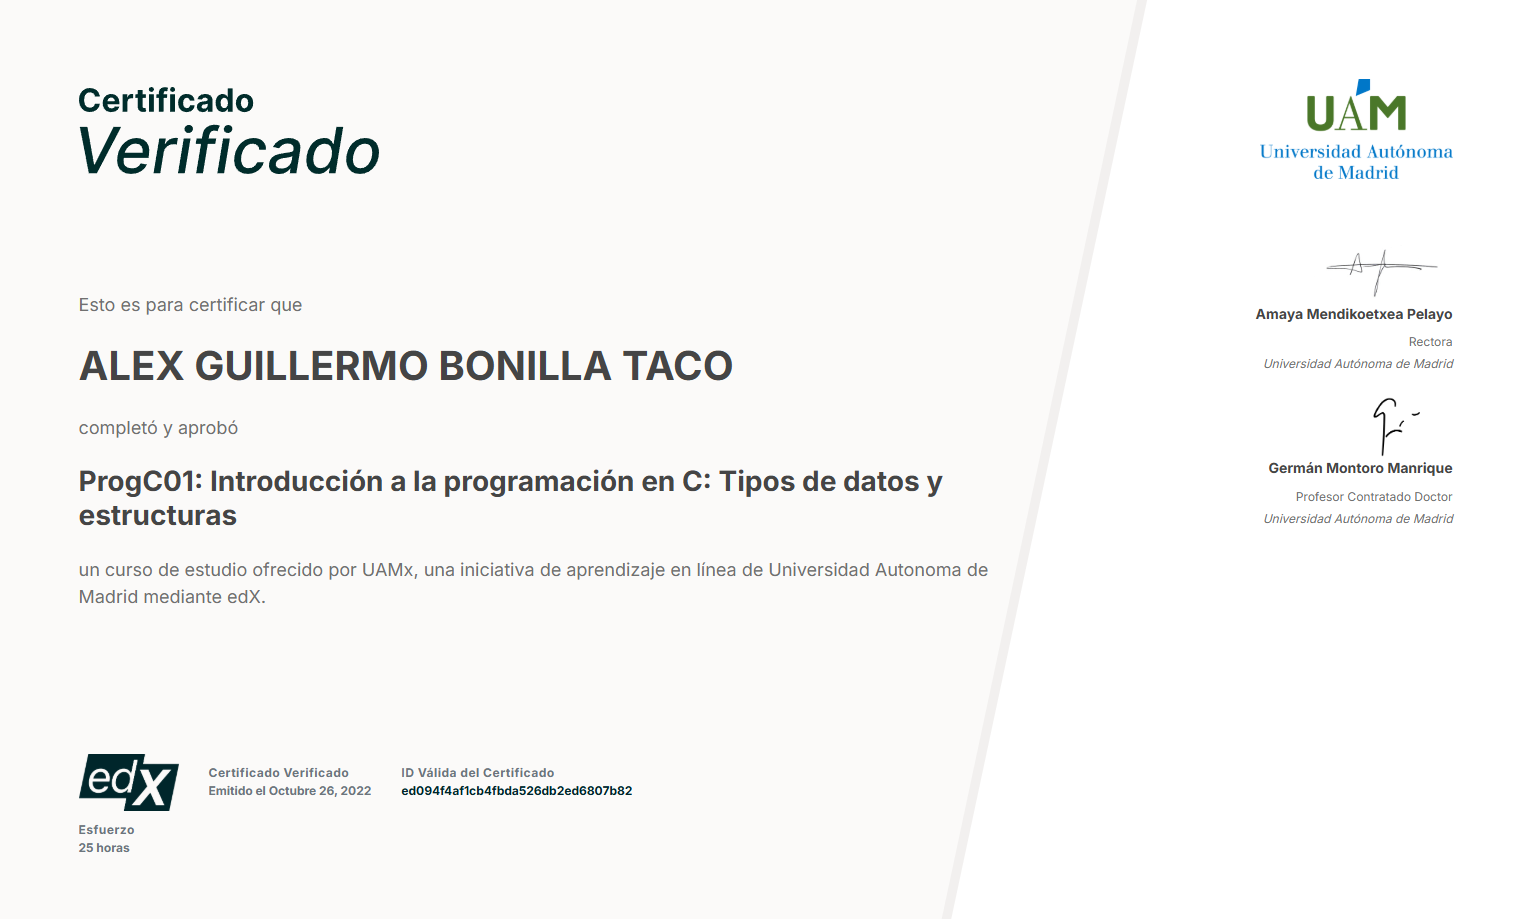 Certificado
Verificado
Esto es para certificar que
ALEX GUILLERMO BONILLA TACO
completó y aprobó
ProgC01: Introducción a la programación en C: Tipos de datos y
estructuras
un curso de estudio ofrecido por UAMx, una iniciativa de aprendizaje en línea de Universidad Autonoma de
Madrid mediante edX.
edX
Certificado Verificado
Emitido el Octubre 26, 2022
ID Válida del Certificado
ed094f4af1cb4fbda526db2ed6807b82
Esfuerzo
25 horas
UAM
Universidad Autónoma
de Madrid
Amaya Mendikoetxea Pelayo
Rectora
Universidad Autónoma de Madrid
Germán Montoro Manrique
Profesor Contratado Doctor
Universidad Autónoma de Madrid